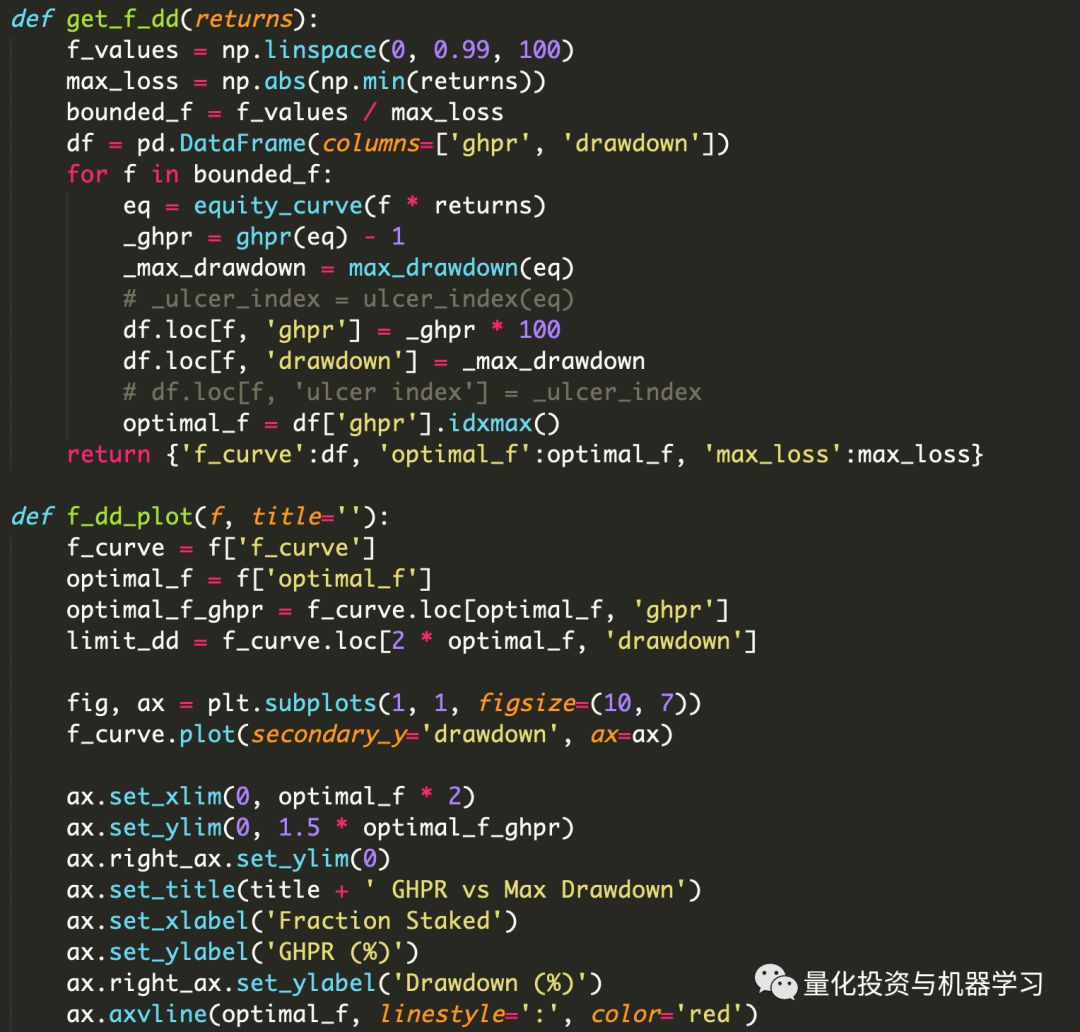 def get_f_dd(returns):
    f_values = np.linspace(0, 0.99, 100)
    max_loss = np.abs(np.min(returns))
    bounded_f = f_values / max_loss
    df = pd.DataFrame(columns=['ghpr', 'drawdown'])
    for f in bounded_f:
        eq = equity_curve(f * returns)
        _ghpr = ghpr(eq) - 1
        _max_drawdown = max_drawdown(eq)
        # _ulcer_index = ulcer_index(eq)
        df.loc[f, 'ghpr'] = _ghpr * 100
        df.loc[f, 'drawdown'] = _max_drawdown
        # df.loc[f, 'ulcer index'] = _ulcer_index
        optimal_f = df['ghpr'].idxmax()
    return {'f_curve':df, 'optimal_f':optimal_f, 'max_loss':max_loss}

def f_dd_plot(f, title=''):
    f_curve = f['f_curve']
    optimal_f = f['optimal_f']
    optimal_f_ghpr = f_curve.loc[optimal_f, 'ghpr']
    limit_dd = f_curve.loc[2 * optimal_f, 'drawdown']

    fig, ax = plt.subplots(1, 1, figsize=(10, 7))
    f_curve.plot(secondary_y='drawdown', ax=ax)

    ax.set_xlim(0, optimal_f * 2)
    ax.set_ylim(0, 1.5 * optimal_f_ghpr)
    ax.right_ax.set_ylim(0)
    ax.set_title(title + ' GHPR vs Max Drawdown')
    ax.set_xlabel('Fraction Staked')
    ax.set_ylabel('GHPR (%)')
    ax.right_ax.set_ylabel('Drawdown (%)')
    ax.axvline(optimal_f, linestyle=':', color='red')
量化投资与机器学习